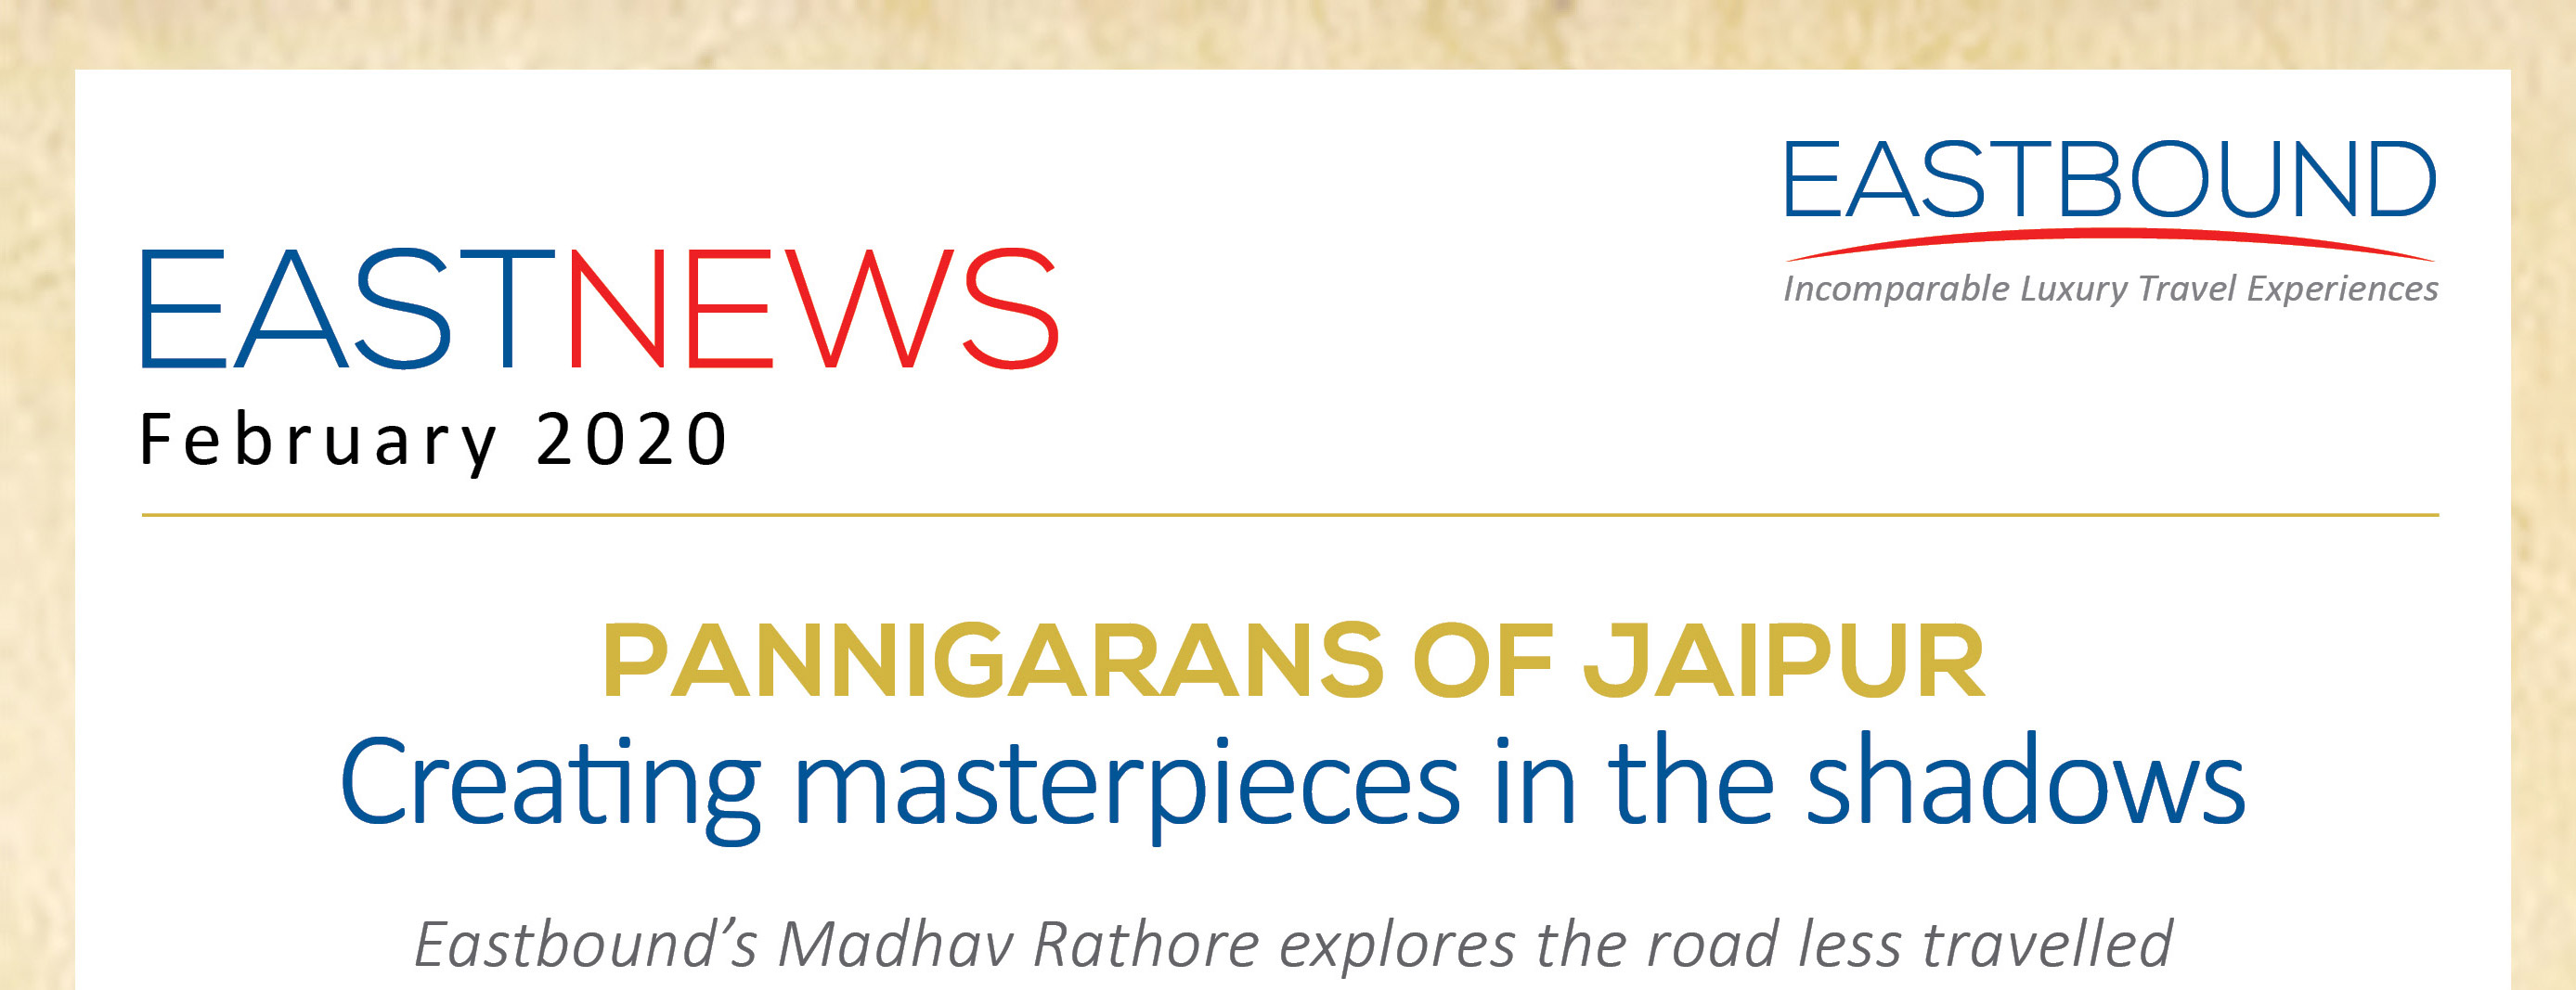 EASTBOUND
Incomparable Luxury Travel Experiences
EASTNEWS
February 2020
PANNIGARANS OF JAIPUR
Creating masterpieces in the shadows
Eastbound’s Madhav Rathore explores the road less travelled